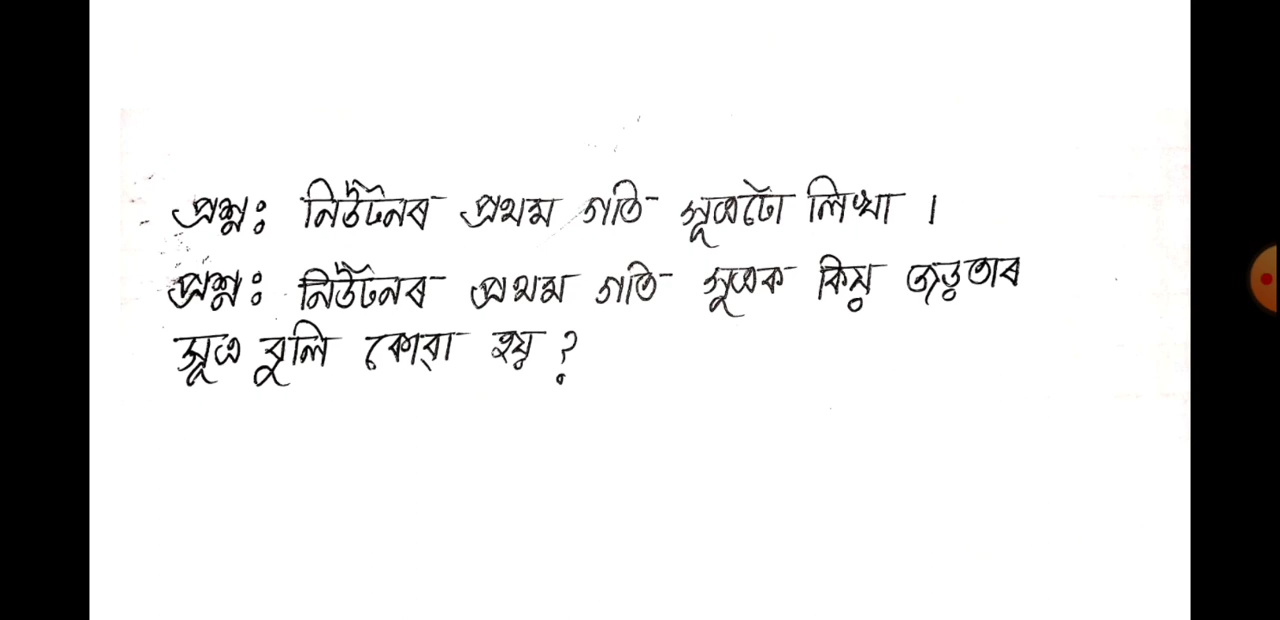 প্ৰশ্নঃ নিউটনৰ প্ৰথম গতি সূত্ৰটো লিখা ।
প্ৰশ্নঃ নিউটনৰ প্ৰথম গতি সূত্ৰক কিয় জড়তাৰ
সূত্ৰ বুলি কোৱা হয় ?